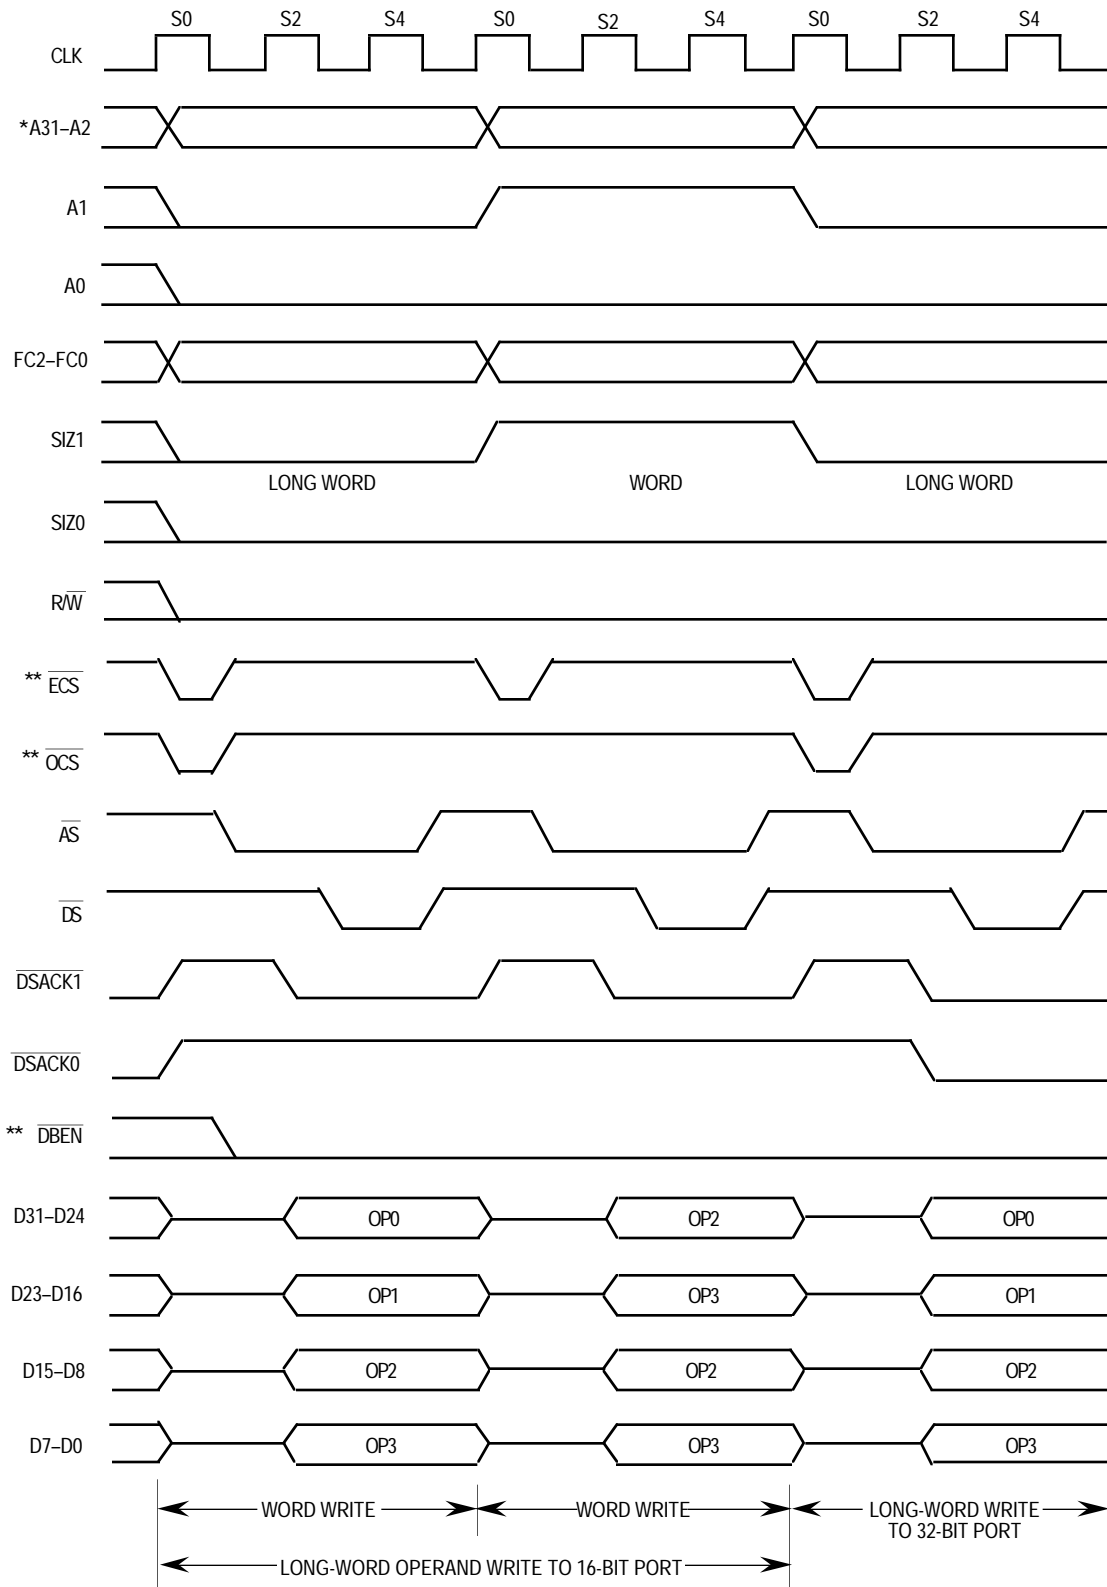 S0 S2 S4 S0 S2 S4 S0 S2 S4
CLK
*A31–A2
A1
A0
FC2–FC0
SIZ1
LONG WORD WORD LONG WORD
SIZ0
R/W
** ECS
** OCS
AS
DS
DSACK1
DSACK0
** DBEN
D31–D24 OP0 OP2 OP0
D23–D16 OP1 OP3 OP1
D15–D8 OP2 OP2 OP2
D7–D0 OP3 OP3 OP3
WORD WRITE WORD WRITE LONG-WORD WRITE
TO 32-BIT PORT
LONG-WORD OPERAND WRITE TO 16-BIT PORT